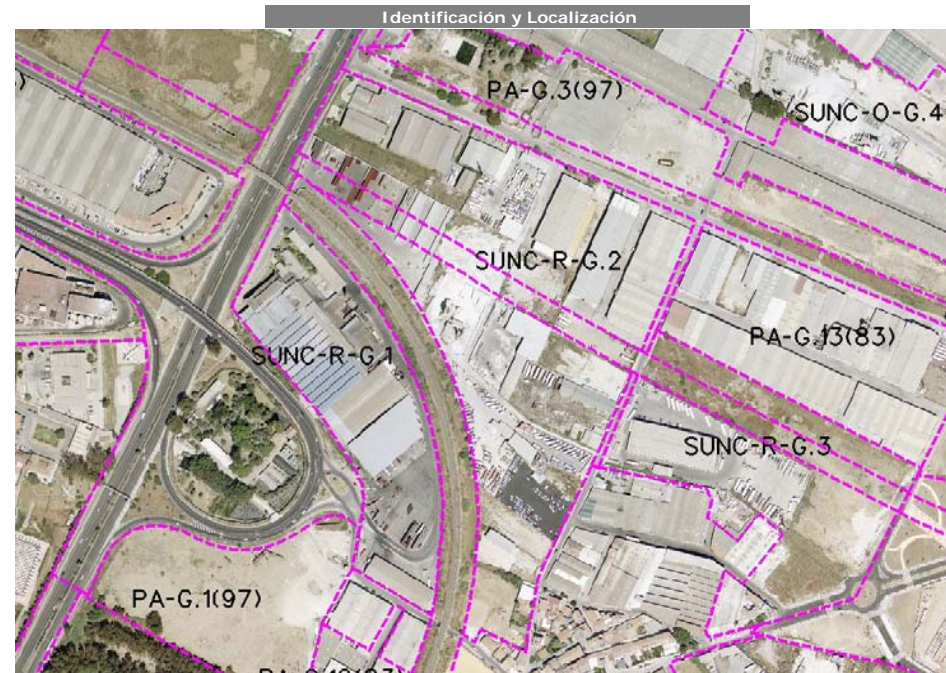 Identificación y Localización
PA-G.3(97)
SUNC-O-G.4
SUNC-R-G.2
PA-G.13(83)
SUNC-R-G.1
SUNC-R-G.3
PA-G.1(97)